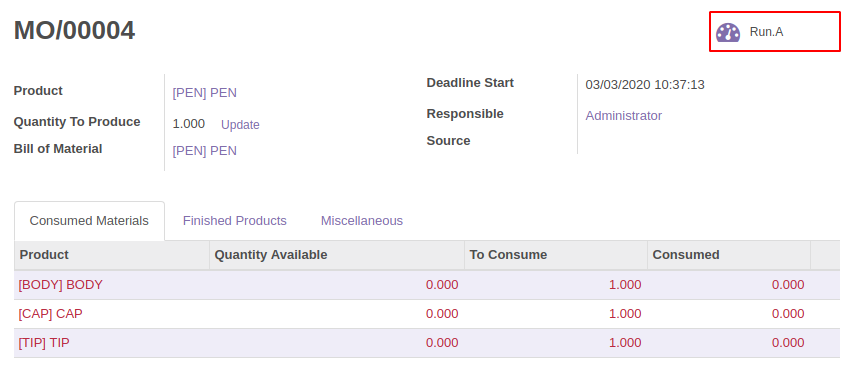 MO/00004
Run.A
Product [PEN] PEN
Quantity To Produce 1.000 Update
Bill of Material [PEN] PEN
Deadline Start 03/03/2020 10:37:13
Responsible Administrator
Source
Consumed Materials Finished Products Miscellaneous
Product Quantity Available To Consume Consumed
[BODY] BODY 0.000 1.000 0.000
[CAP] CAP 0.000 1.000 0.000
[TIP] TIP 0.000 1.000 0.000